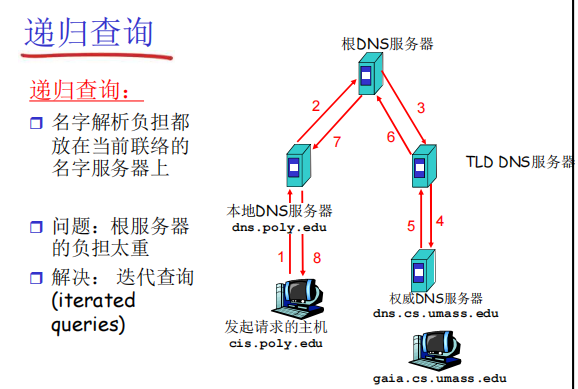 递归查询
递归查询：
名字解析负担都
放在当前联络的
名字服务器上
问题：根服务器
的负担太重
解决： 迭代查询
(iterated
queries)
根DNS服务器
2
3
7
6
TLD DNS服务器
本地DNS服务器
dns.poly.edu
5
4
1
8
权威DNS服务器
dns.cs.umass.edu
发起请求的主机
cis.poly.edu
gaia.cs.umass.edu